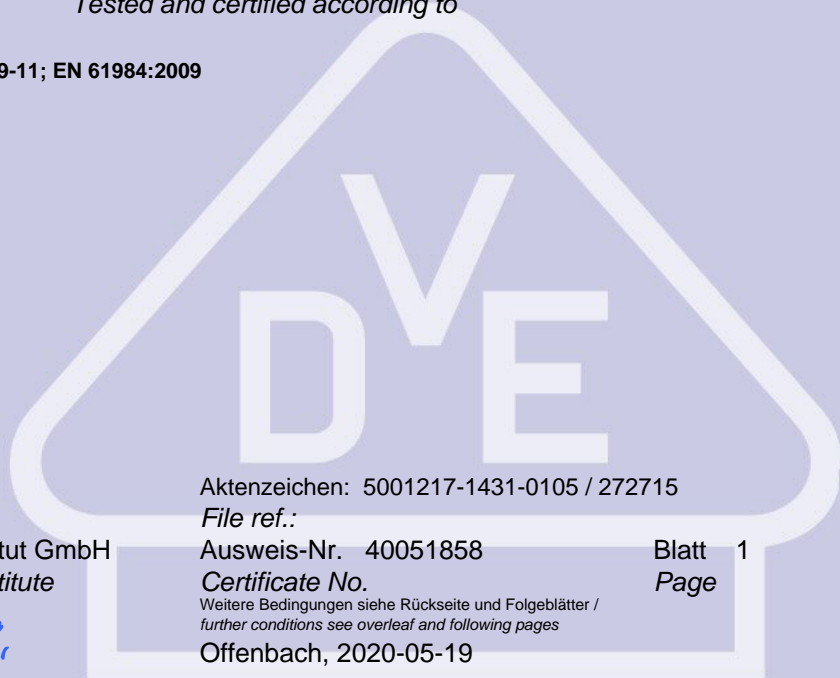 Tested and certified according to
9-11; EN 61984:2009
VDE
Aktenzeichen: 5001217-1431-0105 / 272715
File ref.:
tut GmbH Ausweis-Nr. 40051858 Blatt 1
titute Certificate No. Page
Weitere Bedingungen siehe Rückseite und Folgeblätter /
further conditions see overleaf and following pages
Offenbach, 2020-05-19